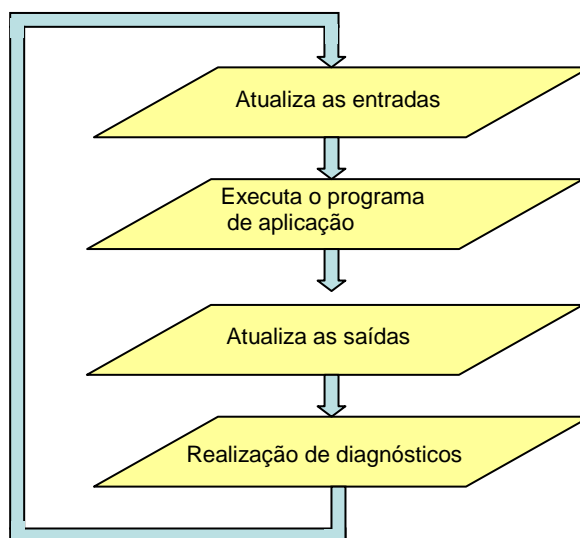 Atualiza as entradas
Executa o programa
de aplicação
Atualiza as saídas
Realização de diagnósticos